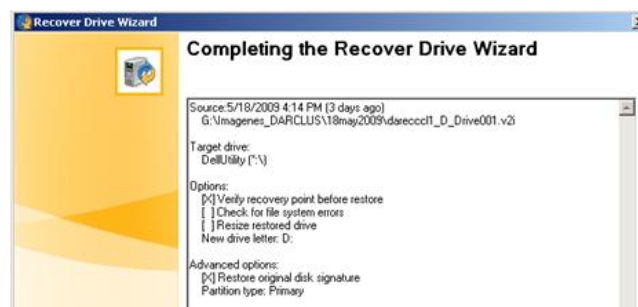 Recover Drive Wizard
Completing the Recover Drive Wizard
Source:5/18/2009 4:14 PM (3 days ago)
G:\Imagenes_DARCLUS\18may2009\darecccl1_D_Drive001.v2i
Target drive:
DellUtility (*:\)
Options:
[X] Verify recovery point before restore
[ ] Check for file system errors
[ ] Resize restored drive
New drive letter: D:
Advanced options:
[X] Restore original disk signature
Partition type: Primary